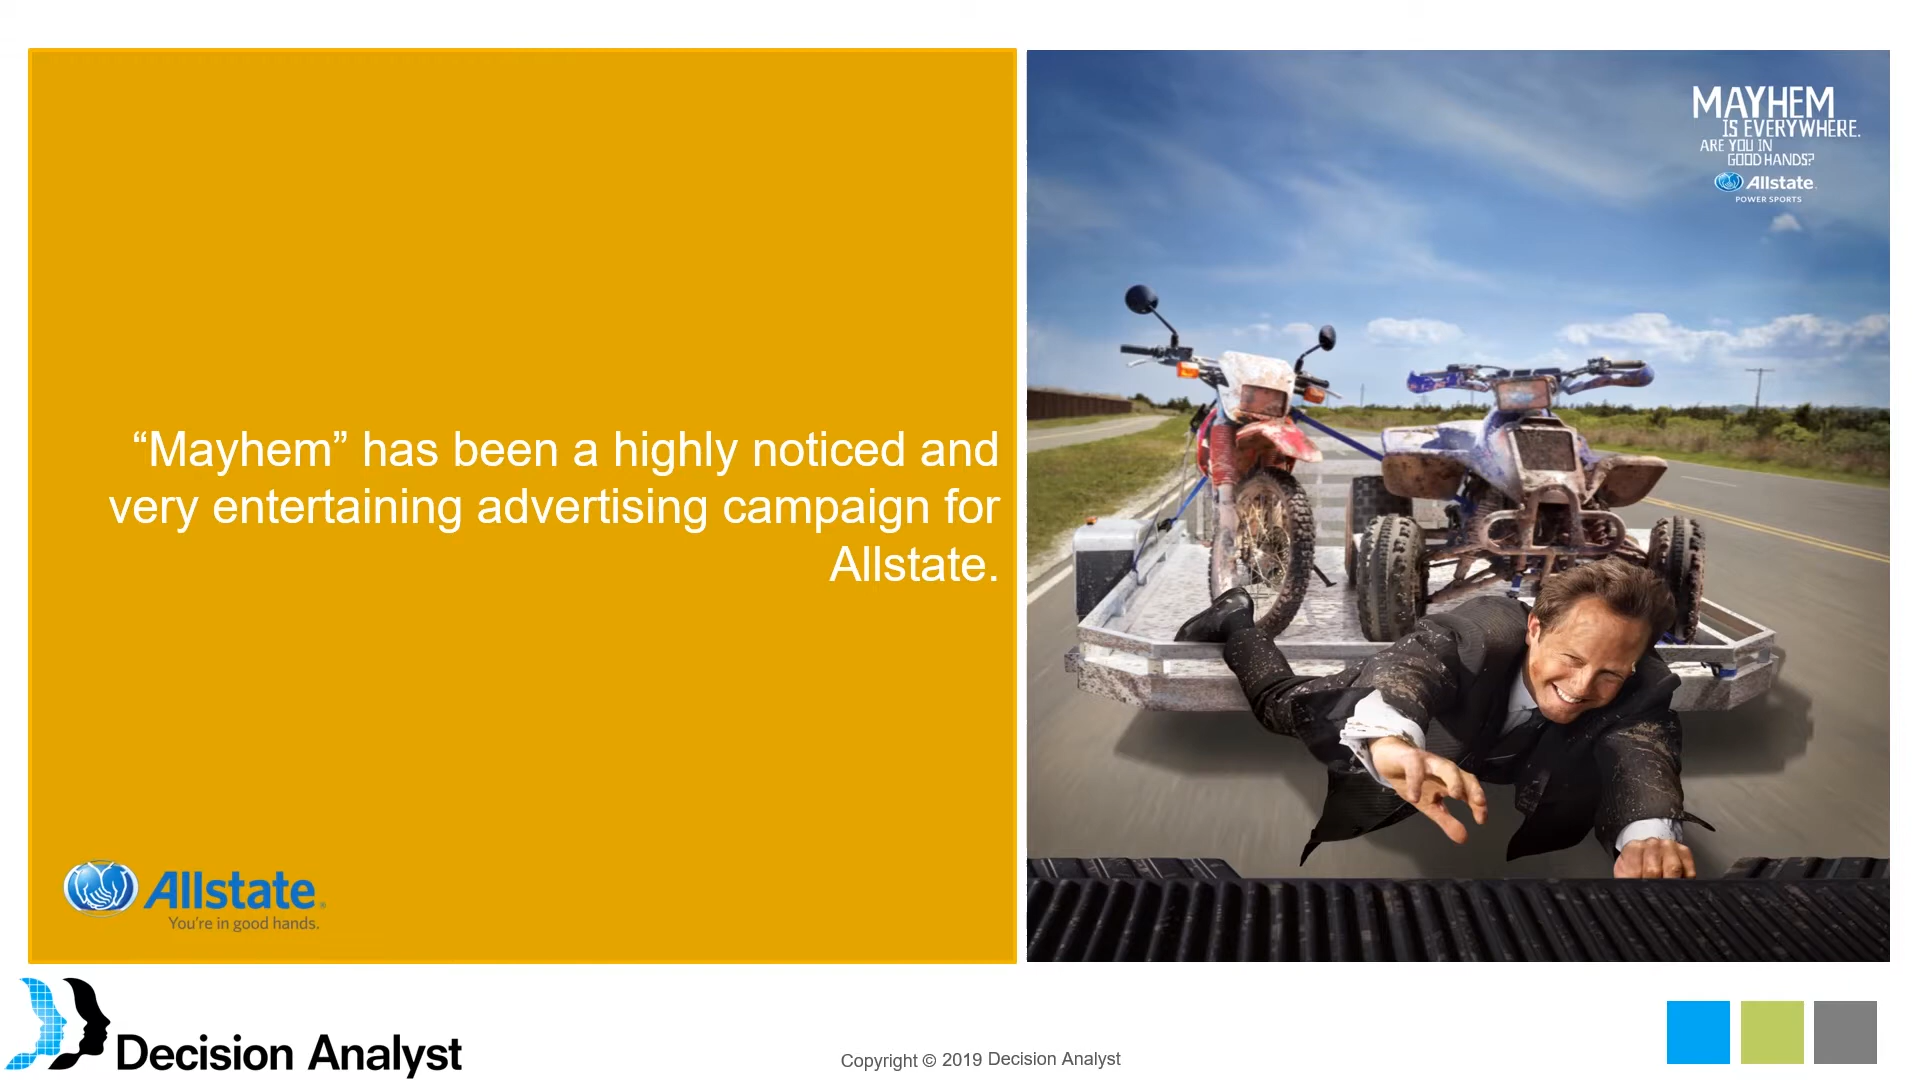 “Mayhem” has been a highly noticed and
very entertaining advertising campaign for
Allstate.
Allstate®
You're in good hands.
MAYHEM
IS EVERYWHERE.
ARE YOU IN
GOOD HANDS?
Allstate.
POWER SPORTS
Decision Analyst
Copyright © 2019 Decision Analyst